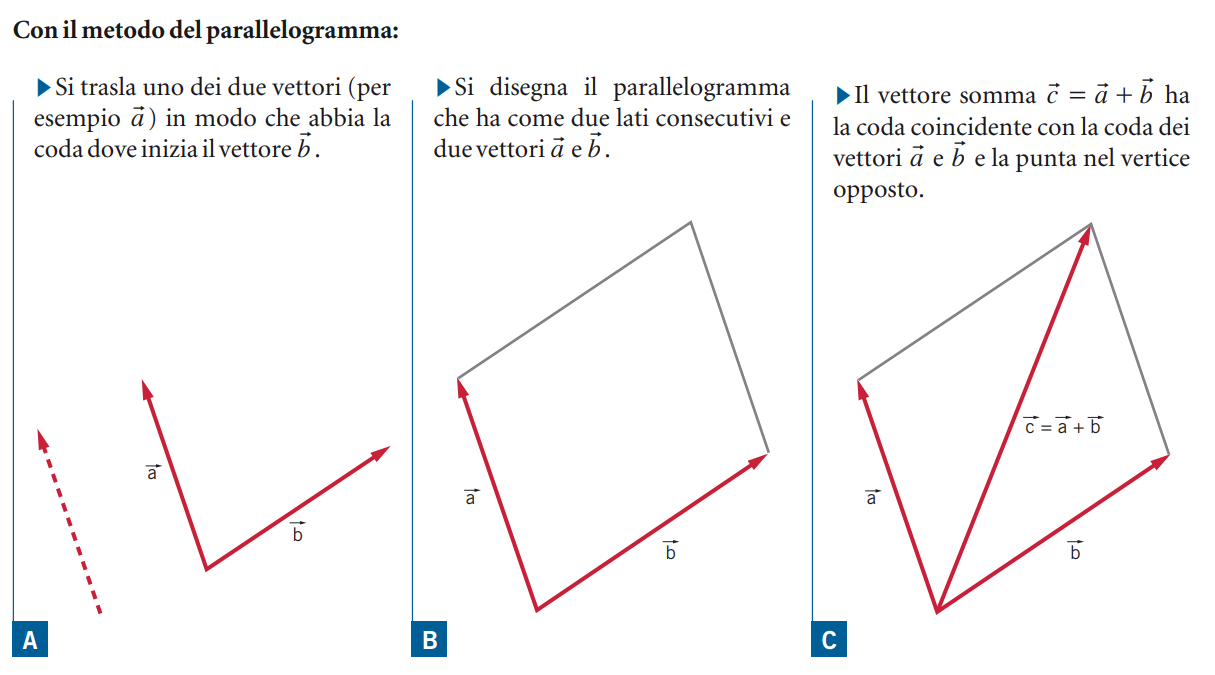 Con il metodo del parallelogramma:
▶Si trasla uno dei due vettori (per
esempio a⃗) in modo che abbia la
coda dove inizia il vettore b⃗.
▶Si disegna il parallelogramma
che ha come due lati consecutivi e
due vettori a⃗ e b⃗.
▶Il vettore somma c⃗ = a⃗ + b⃗ ha
la coda coincidente con la coda dei
vettori a⃗ e b⃗ e la punta nel vertice
opposto.
a⃗
b⃗
A
a⃗
b⃗
B
c⃗ = a⃗ + b⃗
a⃗
b⃗
C